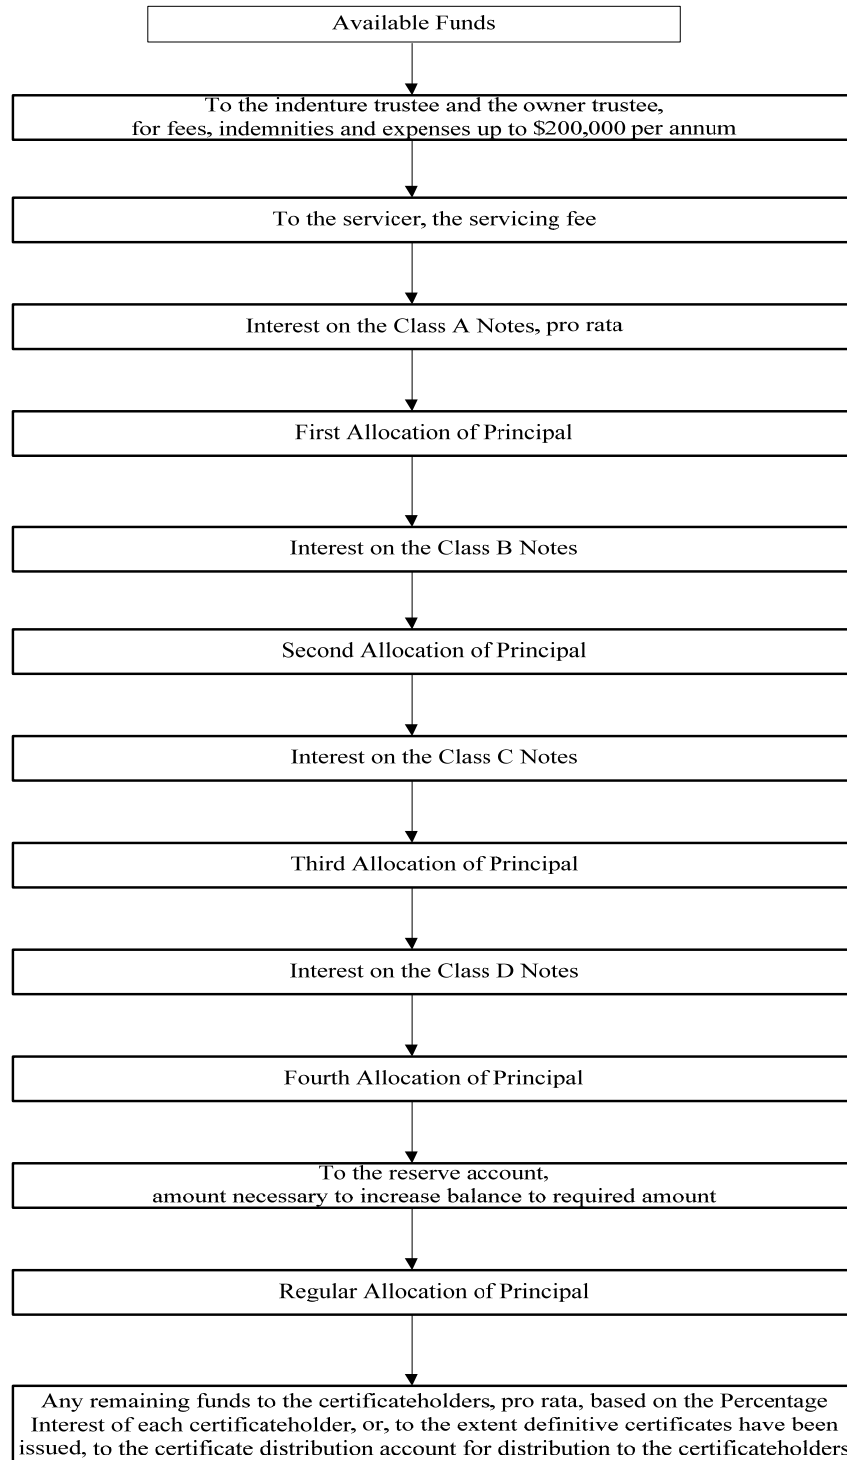 Available Funds
To the indenture trustee and the owner trustee,
for fees, indemnities and expenses up to $200,000 per annum
To the servicer, the servicing fee
Interest on the Class A Notes, pro rata
First Allocation of Principal
Interest on the Class B Notes
Second Allocation of Principal
Interest on the Class C Notes
Third Allocation of Principal
Interest on the Class D Notes
Fourth Allocation of Principal
To the reserve account,
amount necessary to increase balance to required amount
Regular Allocation of Principal
Any remaining funds to the certificateholders, pro rata, based on the Percentage
Interest of each certificateholder, or, to the extent definitive certificates have been
issued, to the certificate distribution account for distribution to the certificateholders